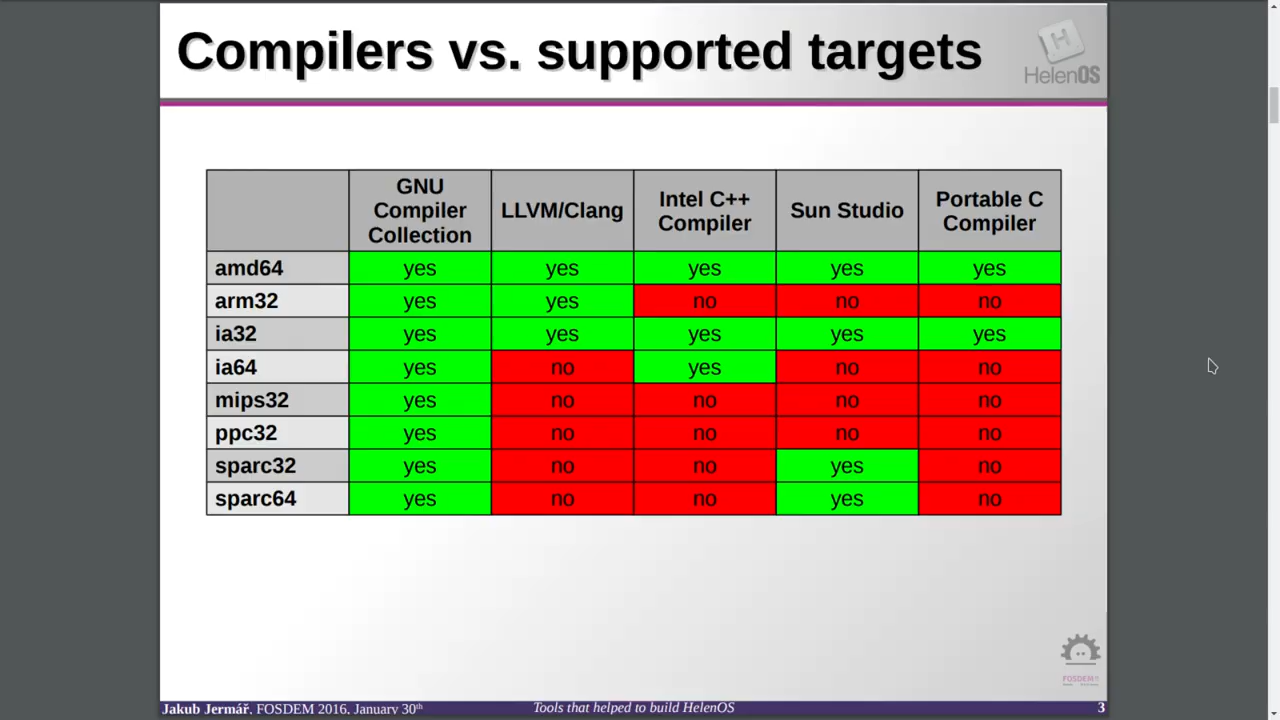 Compilers vs. supported targets
HelenOS
GNU Compiler Collection LLVM/Clang Intel C++ Compiler Sun Studio Portable C Compiler
amd64 yes yes yes yes yes
arm32 yes yes no no no
ia32 yes yes yes yes yes
ia64 yes no yes no no
mips32 yes no no no no
ppc32 yes no no no no
sparc32 yes no no yes no
sparc64 yes no no yes no
FOSDEM
Jakub Jermář, FOSDEM 2016, January 30th Tools that helped to build HelenOS 3